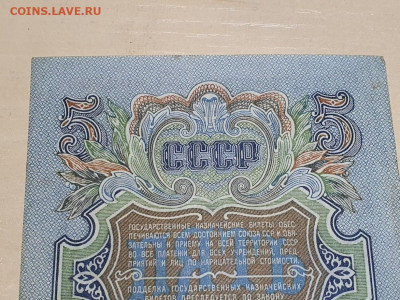 COINS.LAVE.RU
5 5
СССР
ГОСУДАРСТВЕННЫЕ КАЗНАЧЕЙСКИЕ БИЛЕТЫ ОБЕС-
ПЕЧИВАЮТСЯ ВСЕМ ДОСТОЯНИЕМ СОЮЗА ССР И ОБЯ-
ЗАТЕЛЬНЫ К ПРИЕМУ НА ВСЕЙ ТЕРРИТОРИИ СССР
ВО ВСЕ ПЛАТЕЖИ ДЛЯ ВСЕХ УЧРЕЖДЕНИЙ, ПРЕД-
ПРИЯТИЙ И ЛИЦ ПО НАРИЦАТЕЛЬНОЙ СТОИМОСТИ.
ПОДДЕЛКА ГОСУДАРСТВЕННЫХ КАЗНАЧЕЙСКИХ
БИЛЕТОВ ПРЕСЛЕДУЕТСЯ ПО ЗАКОНУ